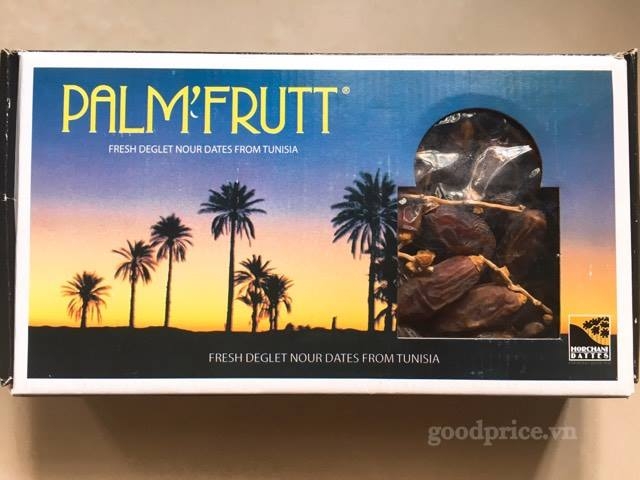 PALM'FRUTT®
FRESH DEGLET NOUR DATES FROM TUNISIA
FRESH DEGLET NOUR DATES FROM TUNISIA
HORCHANI
DATTES
goodprice.vn